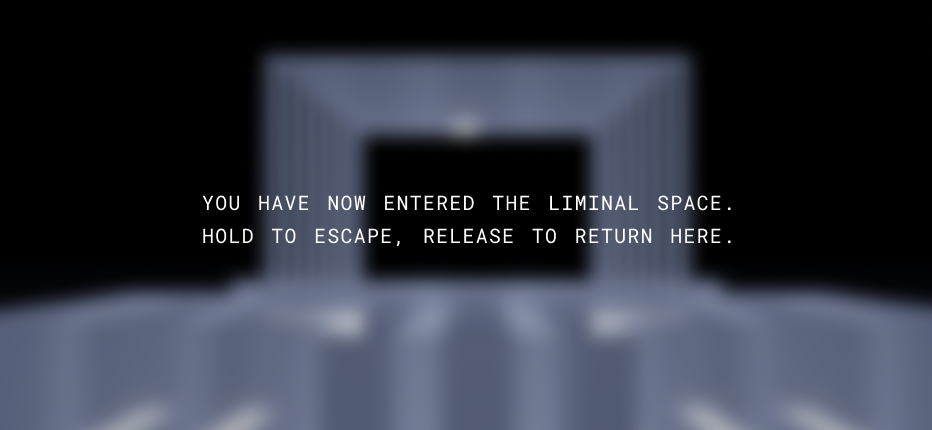 YOU HAVE NOW ENTERED THE LIMINAL SPACE.
HOLD TO ESCAPE, RELEASE TO RETURN HERE.